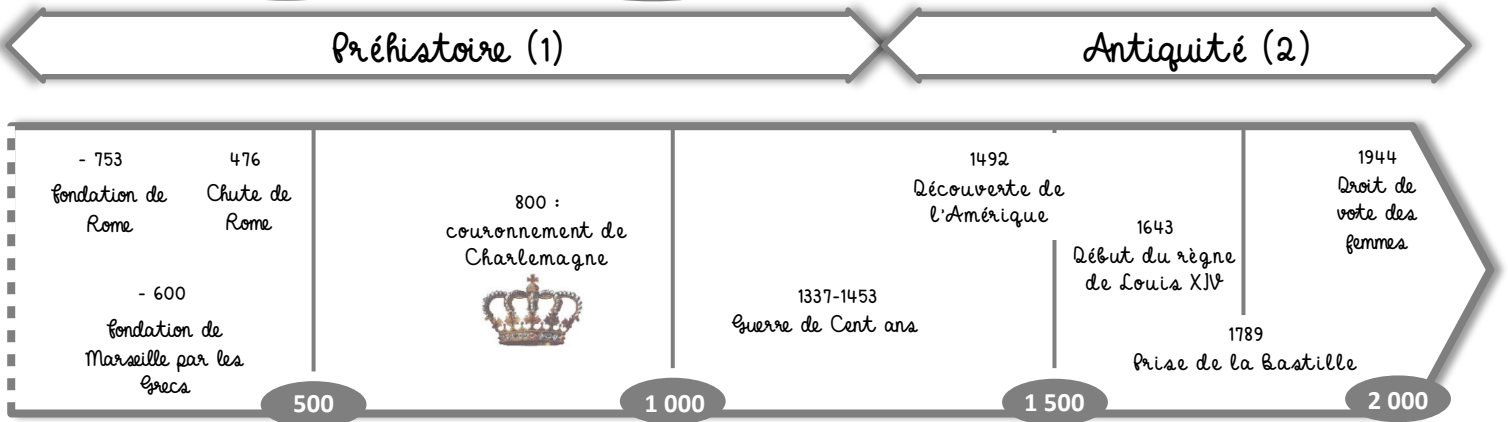 Préhistoire (1)
Antiquité (2)
- 753
fondation de
Rome
476
Chute de
Rome
- 600
fondation de
Marseille par les
Grecs
800 :
couronnement de
Charlemagne
1337-1453
Guerre de Cent ans
1492
Découverte de
l'Amérique
1643
Début du règne
de Louis XIV
1789
Prise de la Bastille
1944
Droit de
vote des
femmes
500
1 000
1 500
2 000